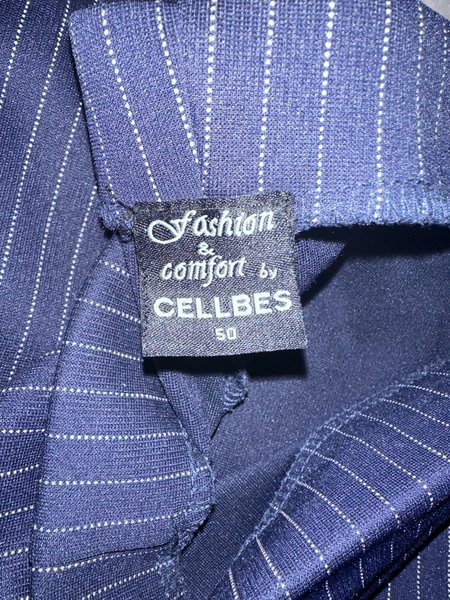 Fashion
&
comfort by
CELLBES
50